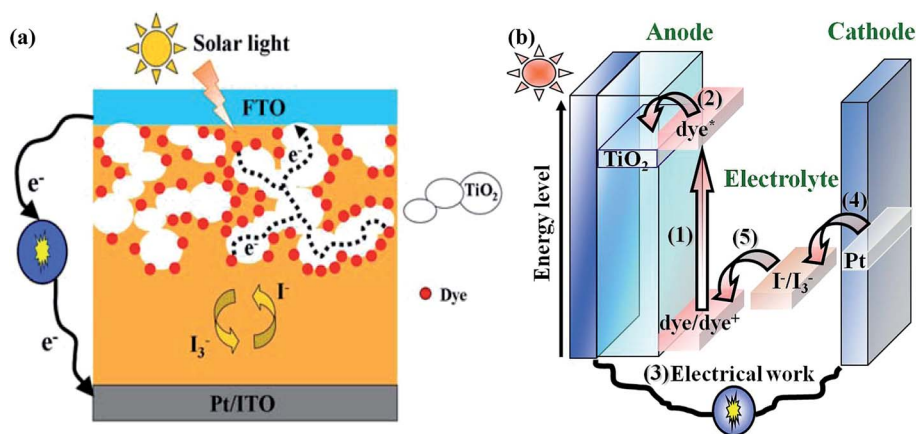 (a)
Solar light
FTO
e⁻
e⁻
TiO₂
e⁻
Dye
I⁻
I₃⁻
e⁻
Pt/ITO
(b)
Anode
Cathode
(2)
dye*
TiO₂
Electrolyte
Energy level
(4)
(1)
(5)
Pt
I⁻/I₃⁻
dye/dye⁺
(3) Electrical work